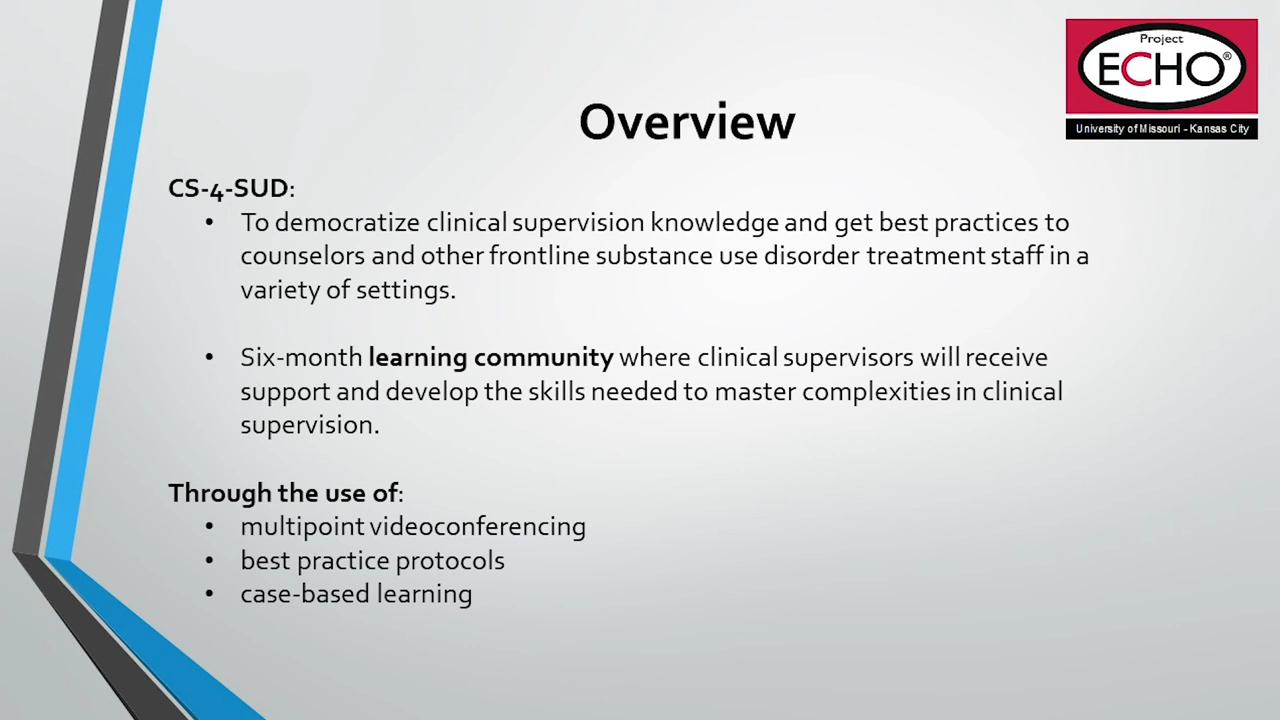 Project
ECHO®
University of Missouri - Kansas City
Overview
CS-4-SUD:
• To democratize clinical supervision knowledge and get best practices to
counselors and other frontline substance use disorder treatment staff in a
variety of settings.
• Six-month learning community where clinical supervisors will receive
support and develop the skills needed to master complexities in clinical
supervision.
Through the use of:
• multipoint videoconferencing
• best practice protocols
• case-based learning